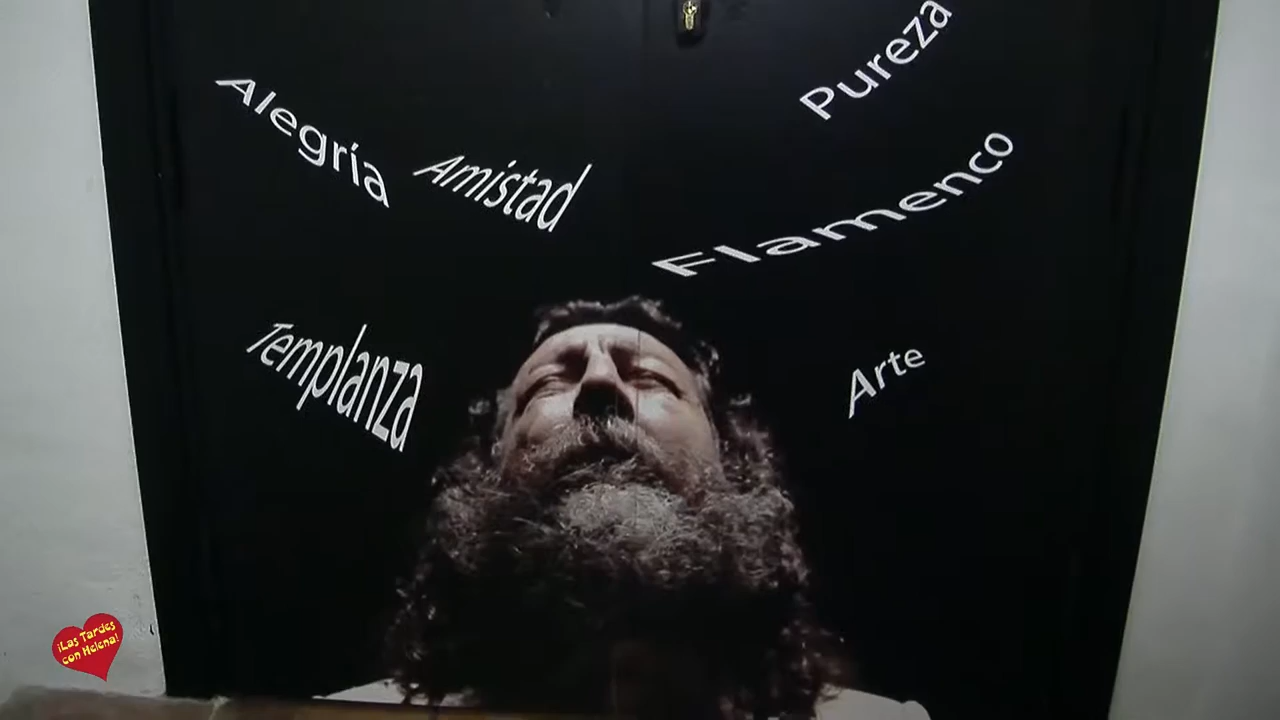 Pureza
Alegría
Amistad
Flamenco
Templanza
Arte
¡Las Tardes
con Helena!